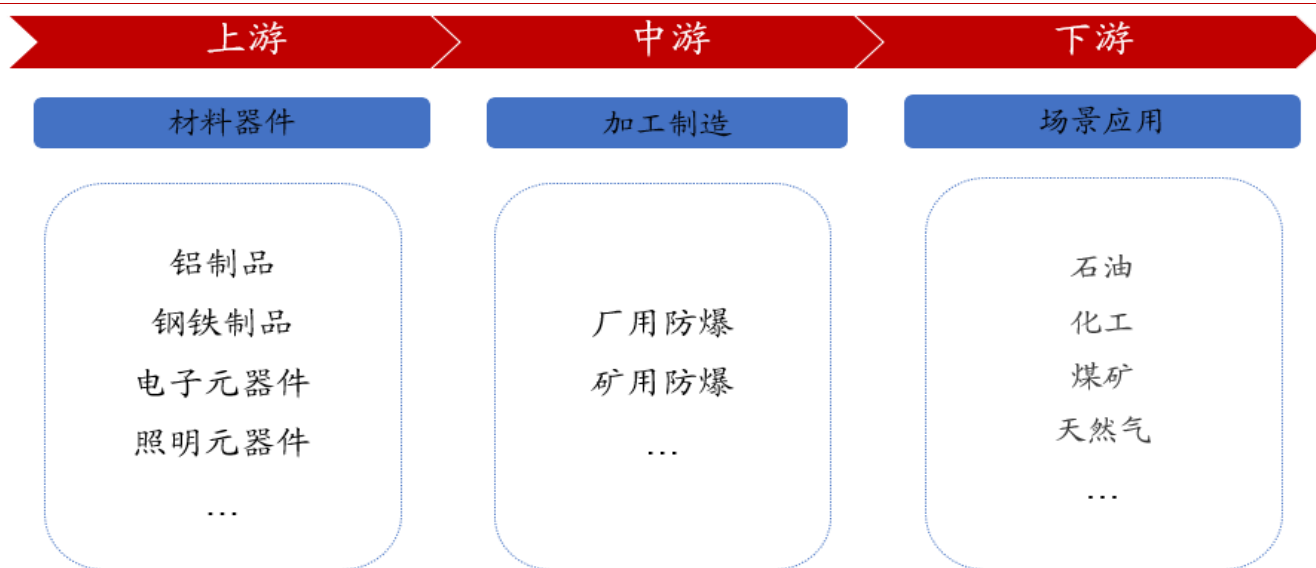 上游
中游
下游
材料器件
加工制造
场景应用
铝制品
钢铁制品
电子元器件
照明元器件
...
厂用防爆
矿用防爆
...
石油
化工
煤矿
天然气
...